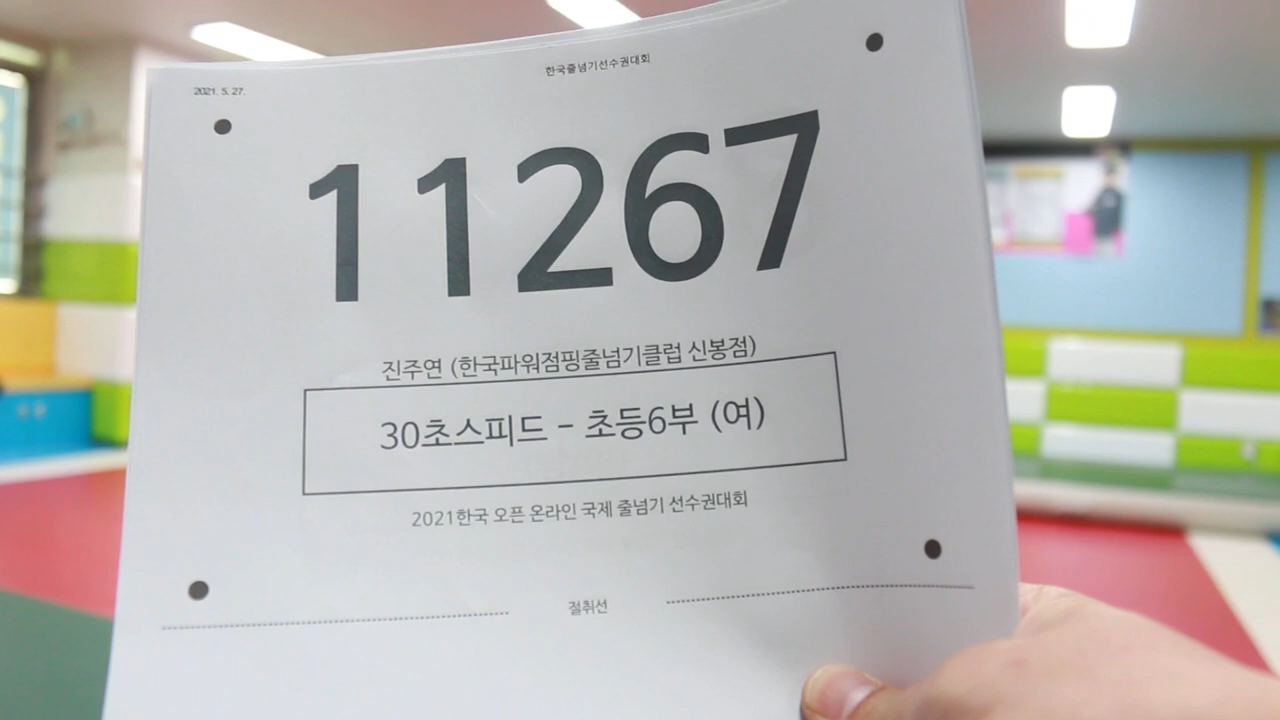 한국줄넘기선수권대회
2021. 5. 27.
11267
진주연 (한국파워점핑줄넘기클럽 신봉점)
30초스피드 - 초등6부 (여)
2021한국 오픈 온라인 국제 줄넘기 선수권대회
절취선